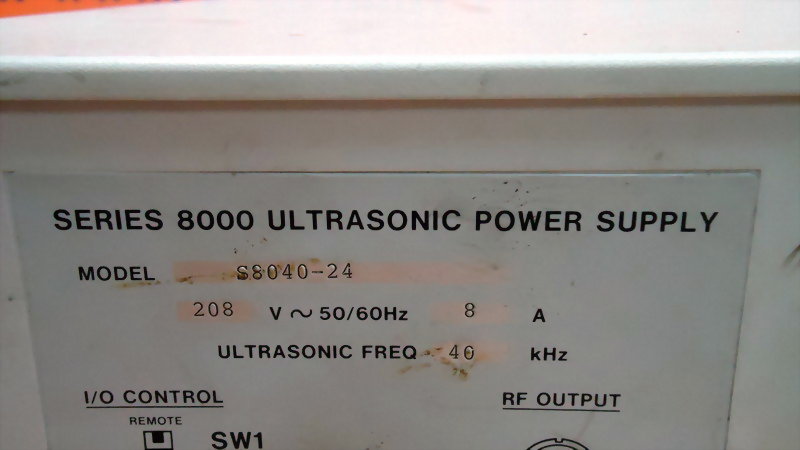 SERIES 8000 ULTRASONIC POWER SUPPLY
MODEL S8040-24
208 V ~ 50/60Hz 8 A
ULTRASONIC FREQ 40 kHz
I/O CONTROL RF OUTPUT
REMOTE
SW1